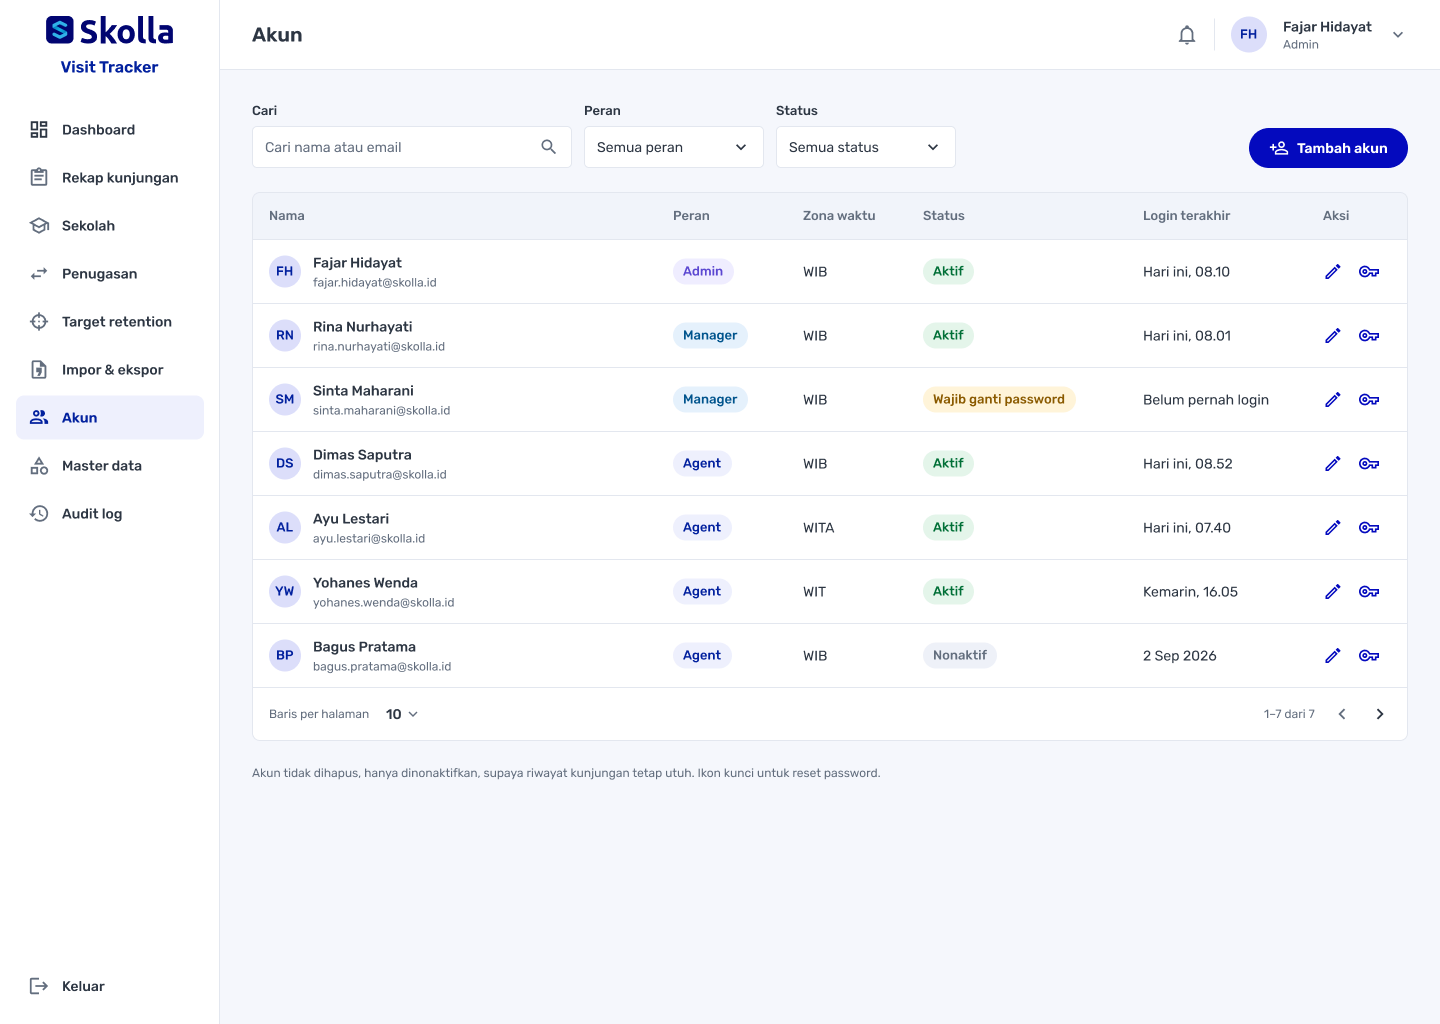 Skolla
Visit Tracker
Dashboard
Rekap kunjungan
Sekolah
Penugasan
Target retention
Impor & ekspor
Akun
Master data
Audit log
Keluar
Akun
FH
Fajar Hidayat
Admin
Cari
Cari nama atau email
Peran
Semua peran
Status
Semua status
Tambah akun
Nama Peran Zona waktu Status Login terakhir Aksi
FH Fajar Hidayat Admin WIB Aktif Hari ini, 08.10
fajar.hidayat@skolla.id
RN Rina Nurhayati Manager WIB Aktif Hari ini, 08.01
rina.nurhayati@skolla.id
SM Sinta Maharani Manager WIB Wajib ganti password Belum pernah login
sinta.maharani@skolla.id
DS Dimas Saputra Agent WIB Aktif Hari ini, 08.52
dimas.saputra@skolla.id
AL Ayu Lestari Agent WITA Aktif Hari ini, 07.40
ayu.lestari@skolla.id
YW Yohanes Wenda Agent WIT Aktif Kemarin, 16.05
yohanes.wenda@skolla.id
BP Bagus Pratama Agent WIB Nonaktif 2 Sep 2026
bagus.pratama@skolla.id
Baris per halaman 10 1–7 dari 7
Akun tidak dihapus, hanya dinonaktifkan, supaya riwayat kunjungan tetap utuh. Ikon kunci untuk reset password.